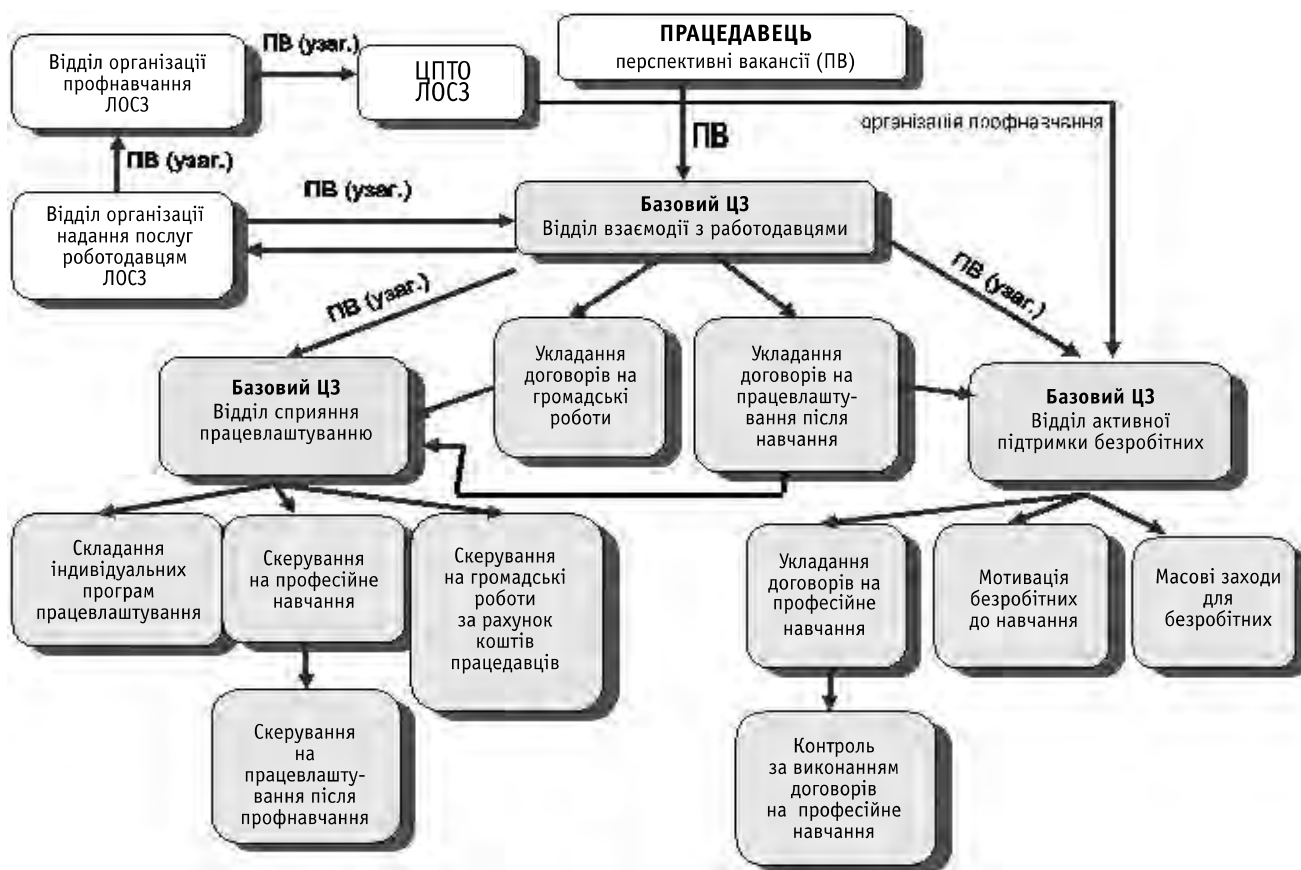 ПРАЦЕДАВЕЦЬ
перспективні вакансії (ПВ)
ПВ (узаг.)
ЦПТО
ЛОСЗ
Відділ організації
профнавчання
ЛОСЗ
організація профназчання
ПВ
ПВ (узаг.)
ПВ (узаг.)
Відділ організації
надання послуг
роботодавцям
ЛОСЗ
Базовий ЦЗ
Відділ взаємодії з работодавцями
ПВ (узаг.)
ПВ (узаг.)
Укладання
договорів на
громадські
роботи
Укладання
договорів на
працевлашту-
вання після
навчання
Базовий ЦЗ
Відділ сприяння
працевлаштуванню
Базовий ЦЗ
Відділ активної
підтримки безробітних
Складання
індивідуальних
програм
працевлаштування
Скерування
на професійне
навчання
Скерування
на громадські
роботи
за рахунок
коштів
працедавців
Укладання
договорів на
професійне
навчання
Мотивація
безробітних
до навчання
Масові заходи
для
безробітних
Скерування
на
працевлашту-
вання після
профнавчання
Контроль
за виконанням
договорів
на професійне
навчання